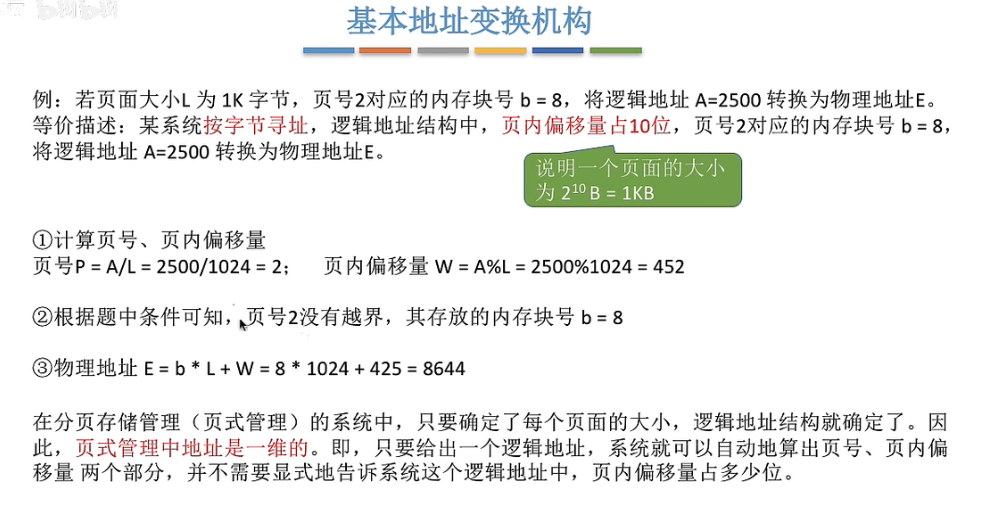 bilibili
基本地址变换机构
例：若页面大小L 为 1K 字节，页号2对应的内存块号 b = 8，将逻辑地址 A=2500 转换为物理地址E。
等价描述：某系统按字节寻址，逻辑地址结构中，页内偏移量占10位，页号2对应的内存块号 b = 8，
将逻辑地址 A=2500 转换为物理地址E。
说明一个页面的大小
为 2¹⁰ B = 1KB
①计算页号、页内偏移量
页号P = A/L = 2500/1024 = 2； 页内偏移量 W = A%L = 2500%1024 = 452
②根据题中条件可知，页号2没有越界，其存放的内存块号 b = 8
③物理地址 E = b * L + W = 8 * 1024 + 425 = 8644
在分页存储管理（页式管理）的系统中，只要确定了每个页面的大小，逻辑地址结构就确定了。因
此，页式管理中地址是一维的。即，只要给出一个逻辑地址，系统就可以自动地算出页号、页内偏
移量 两个部分，并不需要显式地告诉系统这个逻辑地址中，页内偏移量占多少位。